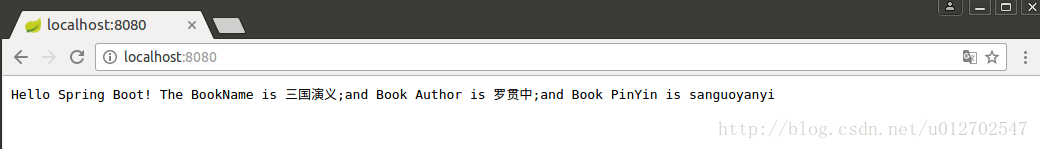 localhost:8080
localhost:8080
Hello Spring Boot! The BookName is 三国演义;and Book Author is 罗贯中;and Book PinYin is sanguoyanyi
http://blog.csdn.net/u012702547